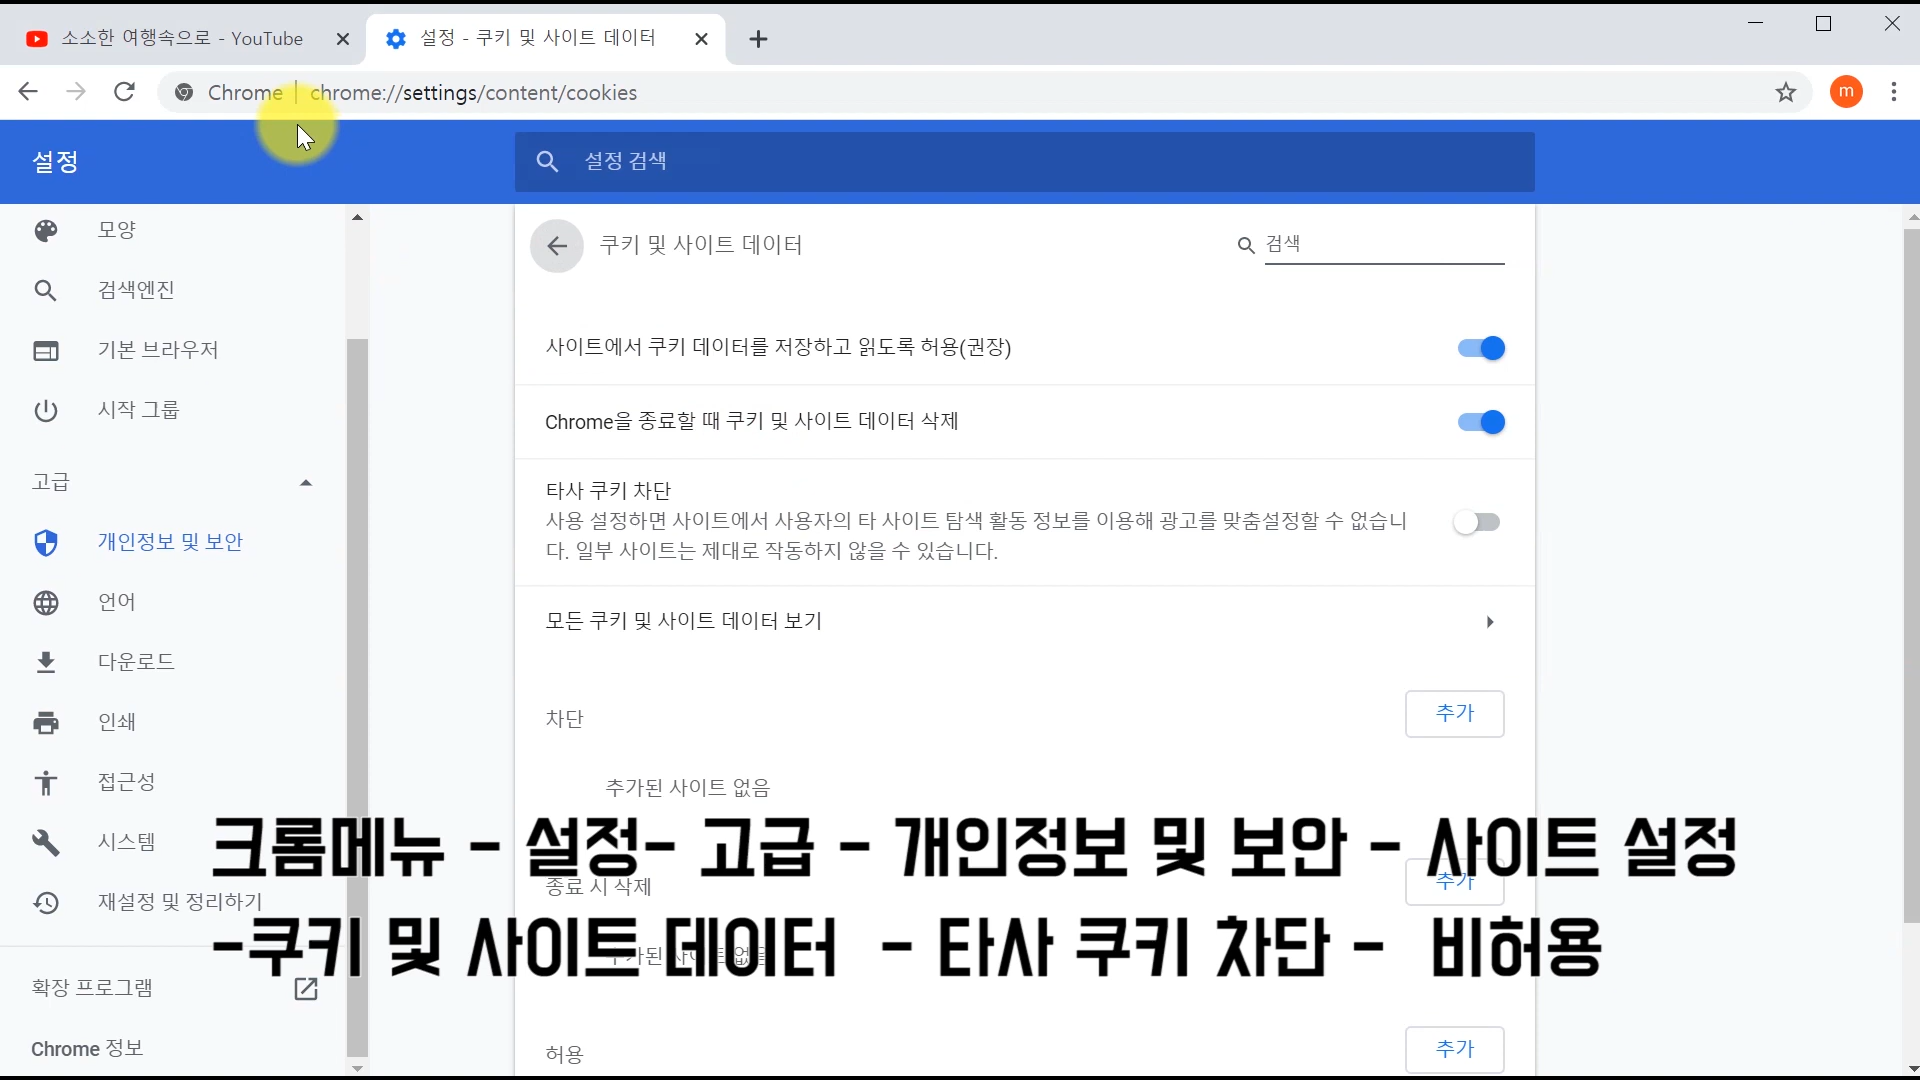 소소한 여행속으로 - YouTube
설정 - 쿠키 및 사이트 데이터
Chrome | chrome://settings/content/cookies
m
설정
설정 검색
모양
검색엔진
기본 브라우저
시작 그룹
고급
개인정보 및 보안
언어
다운로드
인쇄
접근성
시스템
재설정 및 정리하기
확장 프로그램
Chrome 정보
쿠키 및 사이트 데이터
검색
사이트에서 쿠키 데이터를 저장하고 읽도록 허용(권장)
Chrome을 종료할 때 쿠키 및 사이트 데이터 삭제
타사 쿠키 차단
사용 설정하면 사이트에서 사용자의 타 사이트 탐색 활동 정보를 이용해 광고를 맞춤설정할 수 없습니
다. 일부 사이트는 제대로 작동하지 않을 수 있습니다.
모든 쿠키 및 사이트 데이터 보기
차단
추가
추가된 사이트 없음
크롬메뉴 - 설정- 고급 - 개인정보 및 보안 - 사이트 설정
종료 시 삭제
추가
-쿠키 및 사이트 데이터 - 타사 쿠키 차단 - 비허용
허용
추가